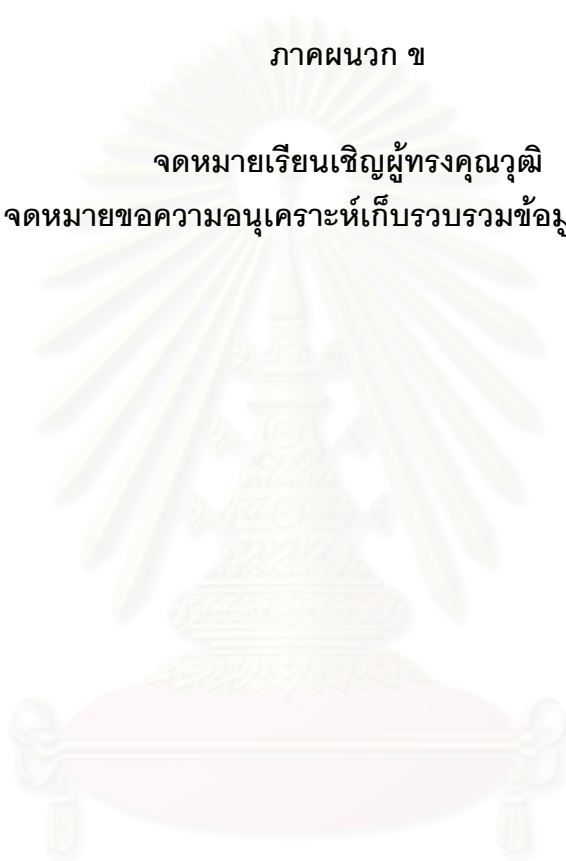 ภาคผนวก ข
จดหมายเรียนเชิญผู้ทรงคุณวุฒิ
จดหมายขอความอนุเคราะห์เก็บรวบรวม